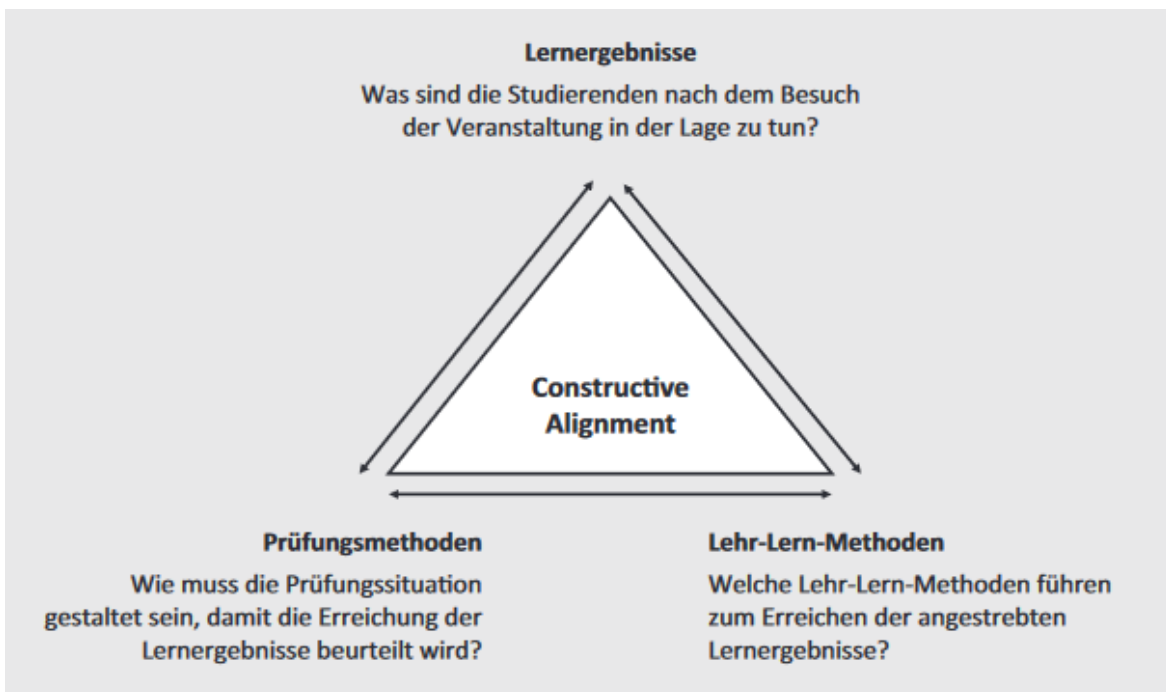 Lernergebnisse
Was sind die Studierenden nach dem Besuch
der Veranstaltung in der Lage zu tun?
Constructive
Alignment
Prüfungsmethoden
Wie muss die Prüfungssituation
gestaltet sein, damit die Erreichung der
Lernergebnisse beurteilt wird?
Lehr-Lern-Methoden
Welche Lehr-Lern-Methoden führen
zum Erreichen der angestrebten
Lernergebnisse?